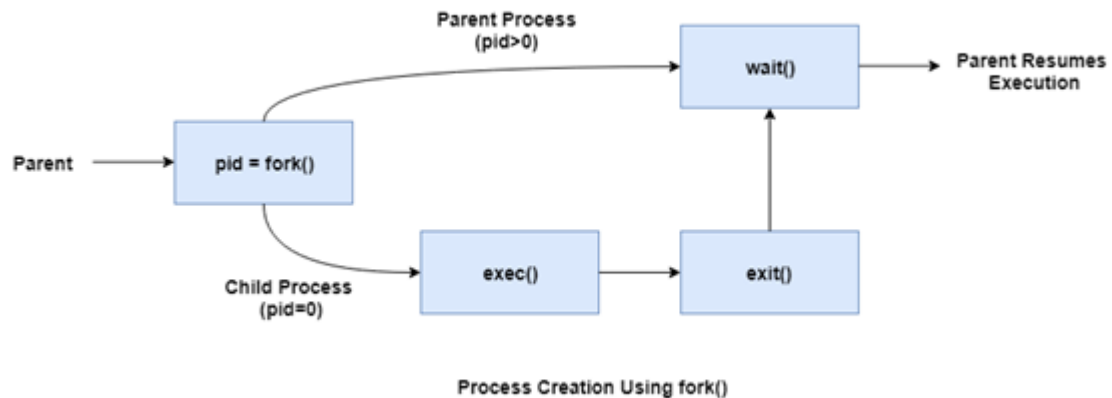 Parent Process
(pid>0)
wait()
Parent Resumes
Execution
Parent
pid = fork()
Child Process
(pid=0)
exec()
exit()
Process Creation Using fork()